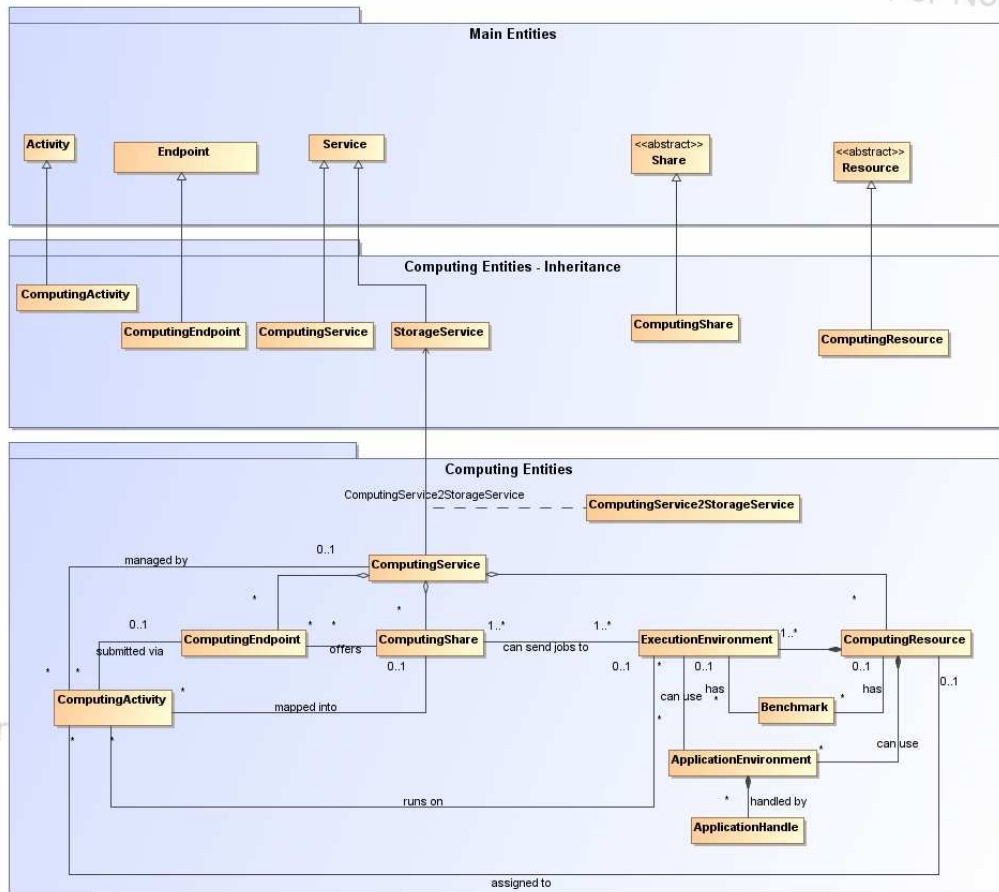 Main Entities
Activity
Endpoint
Service
<<abstract>>
Share
<<abstract>>
Resource
Computing Entities - Inheritance
ComputingActivity
ComputingEndpoint
ComputingService
StorageService
ComputingShare
ComputingResource
Computing Entities
ComputingService2StorageService
ComputingService2StorageService
0..1
managed by
ComputingService
*
*
*
0..1
ComputingEndpoint
*
*
offers
ComputingShare
1..*
can send jobs to
1..*
ExecutionEnvironment
1..*
ComputingResource
submitted via
0..1
0..1
*
0..1
0..1
0..1
*
*
ComputingActivity
*
mapped into
can use
has
*
Benchmark
*
has
*
*
*
ApplicationEnvironment
*
can use
runs on
*
handled by
ApplicationHandle
assigned to